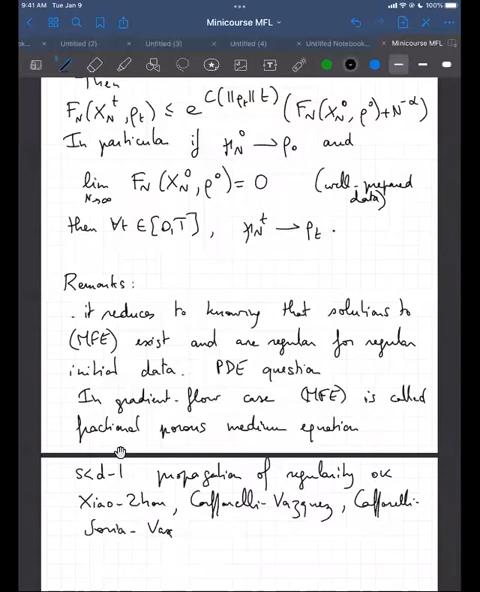 9:41 AM Tue Jan 9
100%
Minicourse MFL
Untitled (2)
Untitled (3)
Untitled (4)
Untitled Notebook...
Minicourse MFL
Then
F_N(X_N^t, ρ_t) ≤ e^{C(‖ρ_t‖)t} (F_N(X_N^0, ρ^0) + N^{-α})
In particular if μ_N^0 → ρ_0 and
lim_{N→∞} F_N(X_N^0, ρ^0) = 0 (well-prepared data)
then ∀t ∈ [0,T], μ_N^t → ρ_t.
Remarks:
. it reduces to knowing that solutions to
(MFE) exist and are regular for regular
initial data. PDE question
In gradient-flow case (MFE) is called
fractional porous medium equation
s<d-1 propagation of regularity ok
Xiao-Zhou, Caffarelli-Vazquez, Caffarelli-
Soria-Vaz